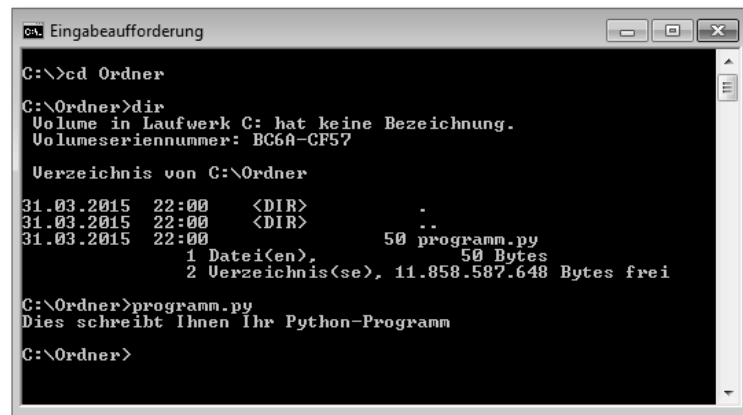 Eingabeaufforderung
C:\>cd Ordner
C:\Ordner>dir
Volume in Laufwerk C: hat keine Bezeichnung.
Volumeseriennummer: BC6A-CF57
Verzeichnis von C:\Ordner
31.03.2015  22:00    <DIR>          .
31.03.2015  22:00    <DIR>          ..
31.03.2015  22:00                50 programm.py
1 Datei(en),             50 Bytes
2 Verzeichnis(se), 11.858.587.648 Bytes frei
C:\Ordner>programm.py
Dies schreibt Ihnen Ihr Python-Programm
C:\Ordner>